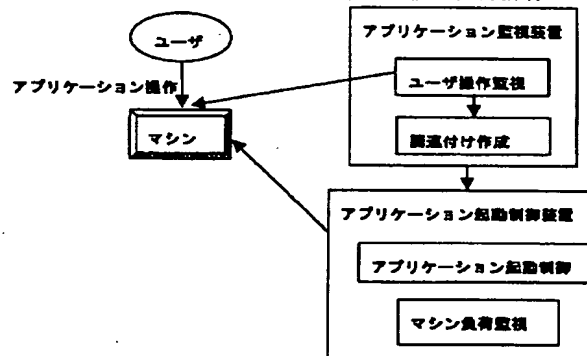 ユーザ
アプリケーション操作
マシン
アプリケーション監視装置
ユーザ操作監視
関連付け作成
アプリケーション起動制御装置
アプリケーション起動制御
マシン負荷監視